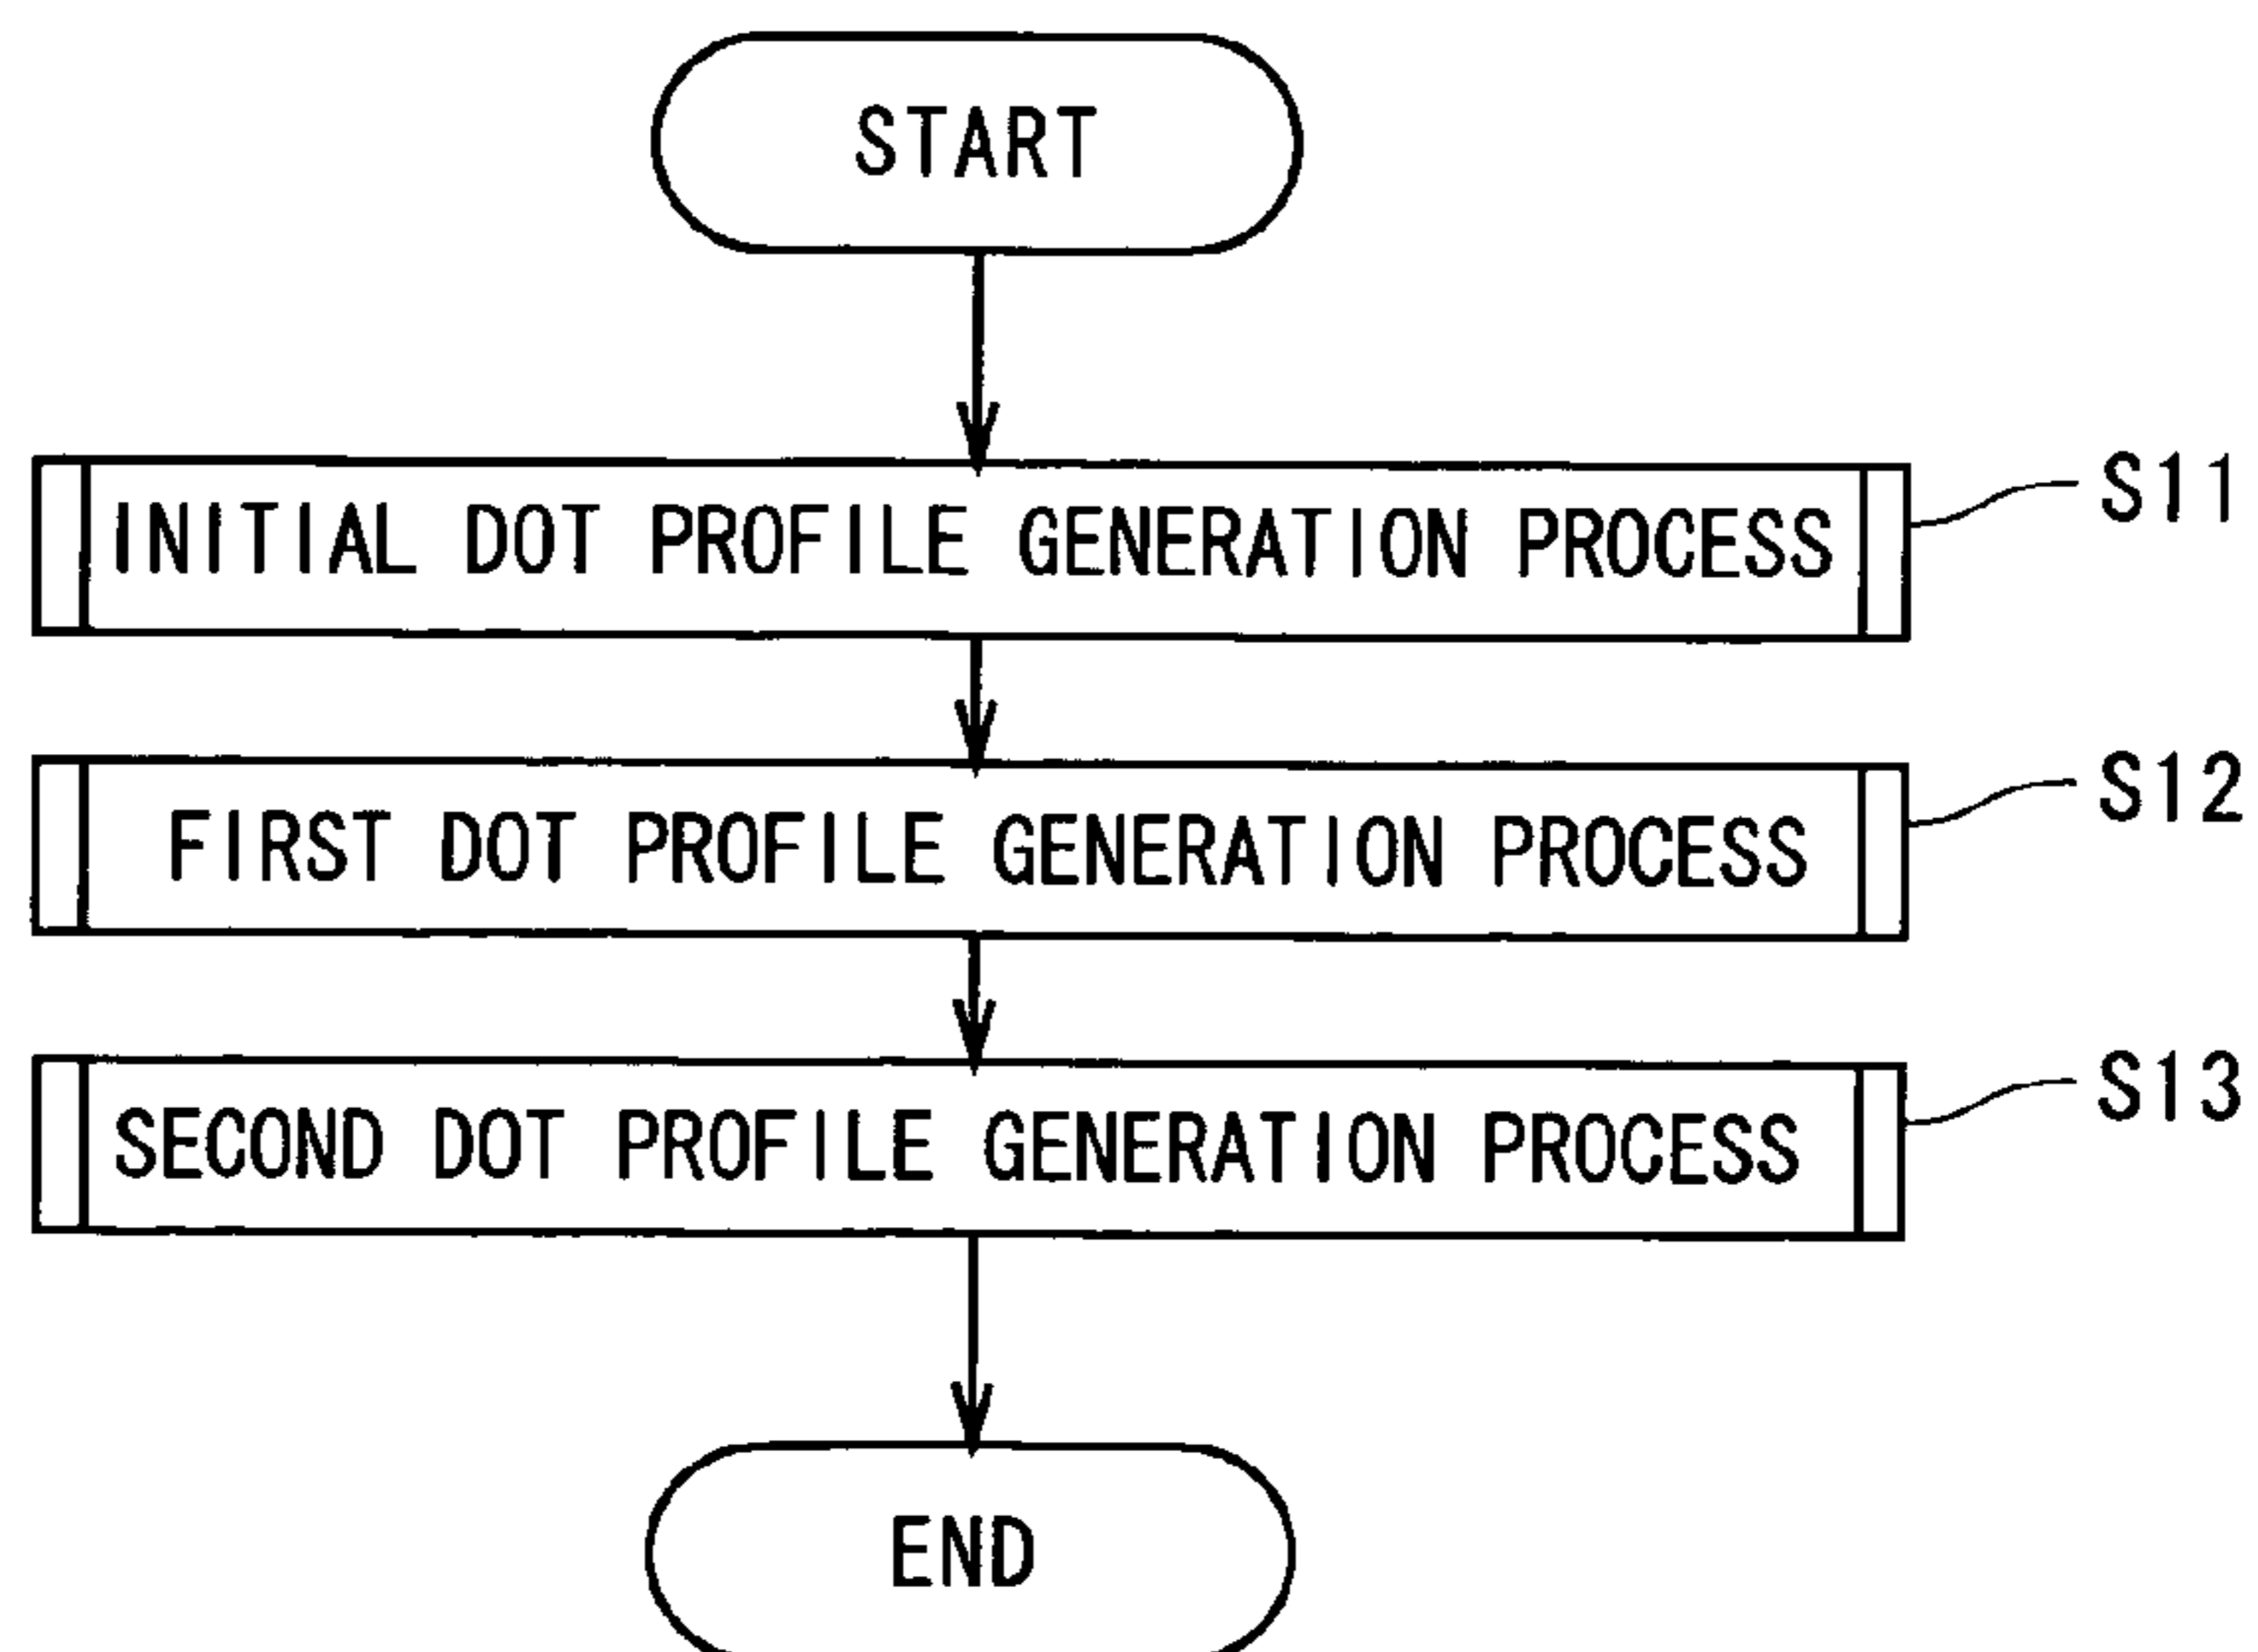 START
INITIAL DOT PROFILE GENERATION PROCESS
S11
FIRST DOT PROFILE GENERATION PROCESS
S12
SECOND DOT PROFILE GENERATION PROCESS
S13
END